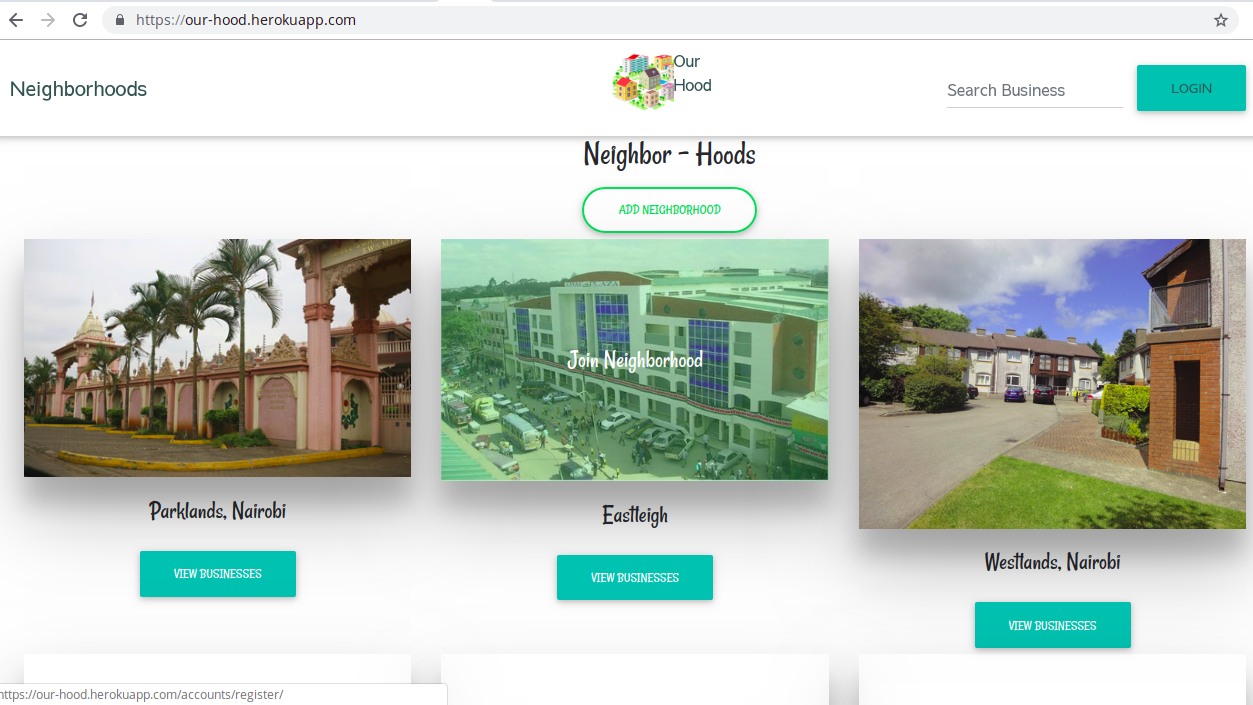 https://our-hood.herokuapp.com
Neighborhoods
Our
Hood
Search Business
LOGIN
Neighbor - Hoods
ADD NEIGHBORHOOD
Join Neighborhood
Parklands, Nairobi
Eastleigh
Westlands, Nairobi
VIEW BUSINESSES
VIEW BUSINESSES
VIEW BUSINESSES
https://our-hood.herokuapp.com/accounts/register/